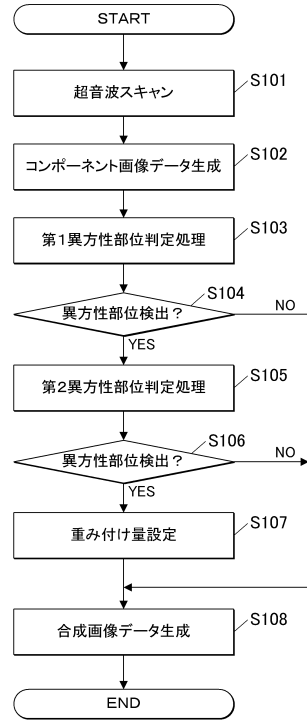 START
超音波スキャン
S101
コンポーネント画像データ生成
S102
第1異方性部位判定処理
S103
異方性部位検出？
S104
NO
YES
第2異方性部位判定処理
S105
異方性部位検出？
S106
NO
YES
重み付け量設定
S107
合成画像データ生成
S108
END